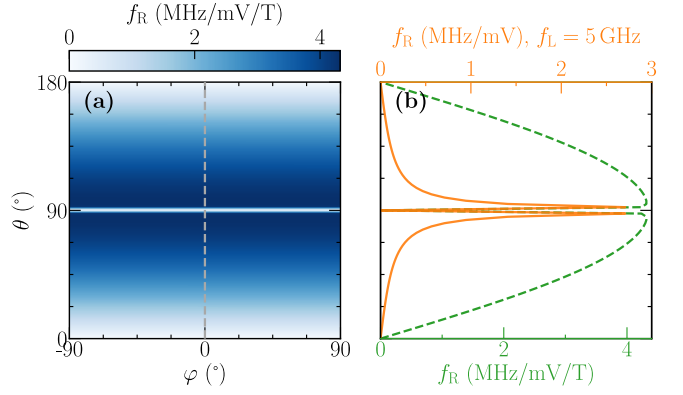 f_R (MHz/mV/T)
0 2 4
f_R (MHz/mV), f_L = 5 GHz
0 1 2 3
180
(a)
(b)
90
θ (°)
0
-90 0 90
φ (°)
0 2 4
f_R (MHz/mV/T)